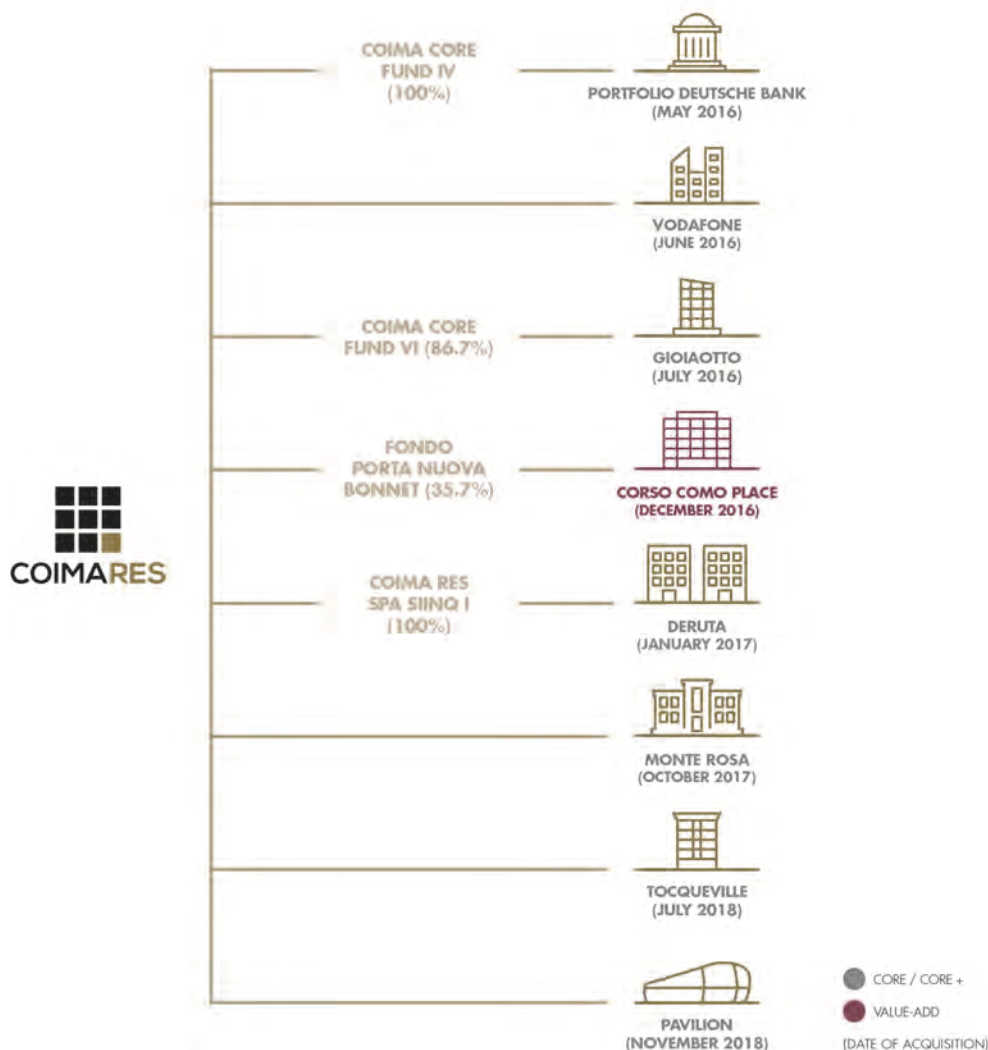 COIMA CORE
FUND IV
(100%)
PORTFOLIO DEUTSCHE BANK
(MAY 2016)
VODAFONE
(JUNE 2016)
COIMA CORE
FUND VI (86.7%)
GIOIAOTTO
(JULY 2016)
FONDO
PORTA NUOVA
BONNET (35.7%)
CORSO COMO PLACE
(DECEMBER 2016)
COIMARES
COIMA RES
SPA SIINQ I
(100%)
DERUTA
(JANUARY 2017)
MONTE ROSA
(OCTOBER 2017)
TOCQUEVILLE
(JULY 2018)
PAVILION
(NOVEMBER 2018)
CORE / CORE +
VALUE-ADD
(DATE OF ACQUISITION)